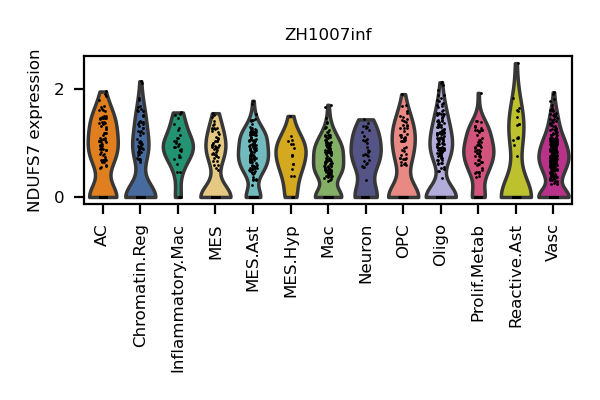 ZH1007inf
NDUFS7 expression
2
0
AC
Chromatin.Reg
Inflammatory.Mac
MES
MES.Ast
MES.Hyp
Mac
Neuron
OPC
Oligo
Prolif.Metab
Reactive.Ast
Vasc